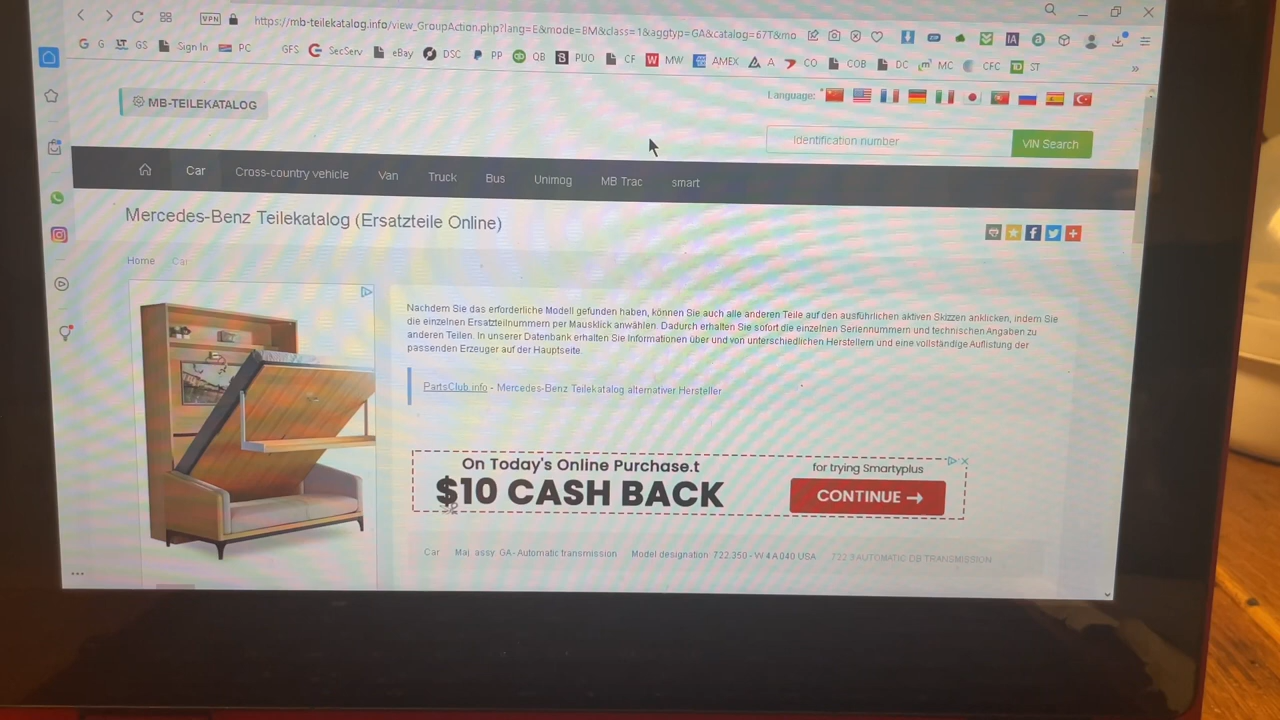 VPN https://mb-teilekatalog.info/view_GroupAction.php?lang=E&mode=BM&class=1&aggtyp=GA&catalog=67T&mo
G G LT GS Sign In PC GFS SecServ eBay DSC PP QB B PUO CF W MW AMEX A CO COB DC MC CFC TD ST »
Language:
MB-TEILEKATALOG
Identification number VIN Search
Car Cross-country vehicle Van Truck Bus Unimog MB Trac smart
Mercedes-Benz Teilekatalog (Ersatzteile Online)
Home Car
Nachdem Sie das erforderliche Modell gefunden haben, können Sie auch alle anderen Teile auf den ausführlichen aktiven Skizzen anklicken, indem Sie
die einzelnen Ersatzteilnummern per Mausklick anwählen. Dadurch erhalten Sie sofort die einzelnen Seriennummern und technischen Angaben zu
anderen Teilen. In unserer Datenbank erhalten Sie Informationen über und von unterschiedlichen Herstellern und eine vollständige Auflistung der
passenden Erzeuger auf der Hauptseite.
PartsClub.info - Mercedes-Benz Teilekatalog alternativer Hersteller
On Today's Online Purchase.t
$10 CASH BACK
for trying Smartyplus
CONTINUE →
Car Maj. assy. GA - Automatic transmission Model designation: 722.350 - W 4 A 040 USA 722.3 AUTOMATIC DB TRANSMISSION